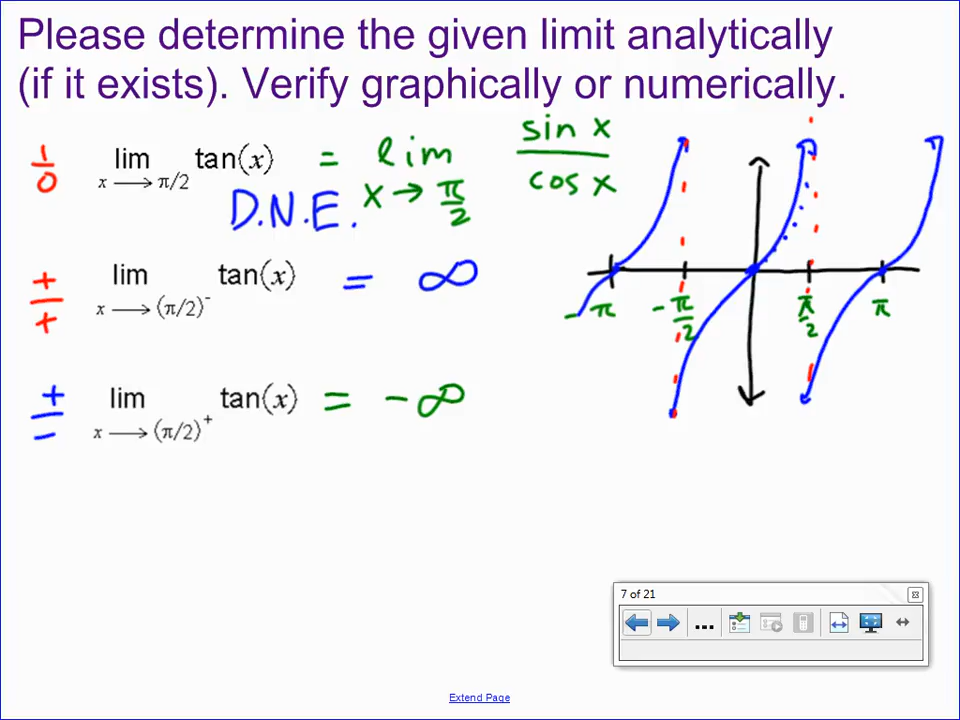 Please determine the given limit analytically
(if it exists). Verify graphically or numerically.
1/0 lim x→π/2 tan(x) = lim x→π/2 sin x / cos x
D.N.E.
+/+ lim x→(π/2)⁻ tan(x) = ∞
+/− lim x→(π/2)⁺ tan(x) = -∞
-π -π/2 π/2 π
7 of 21
...
Extend Page